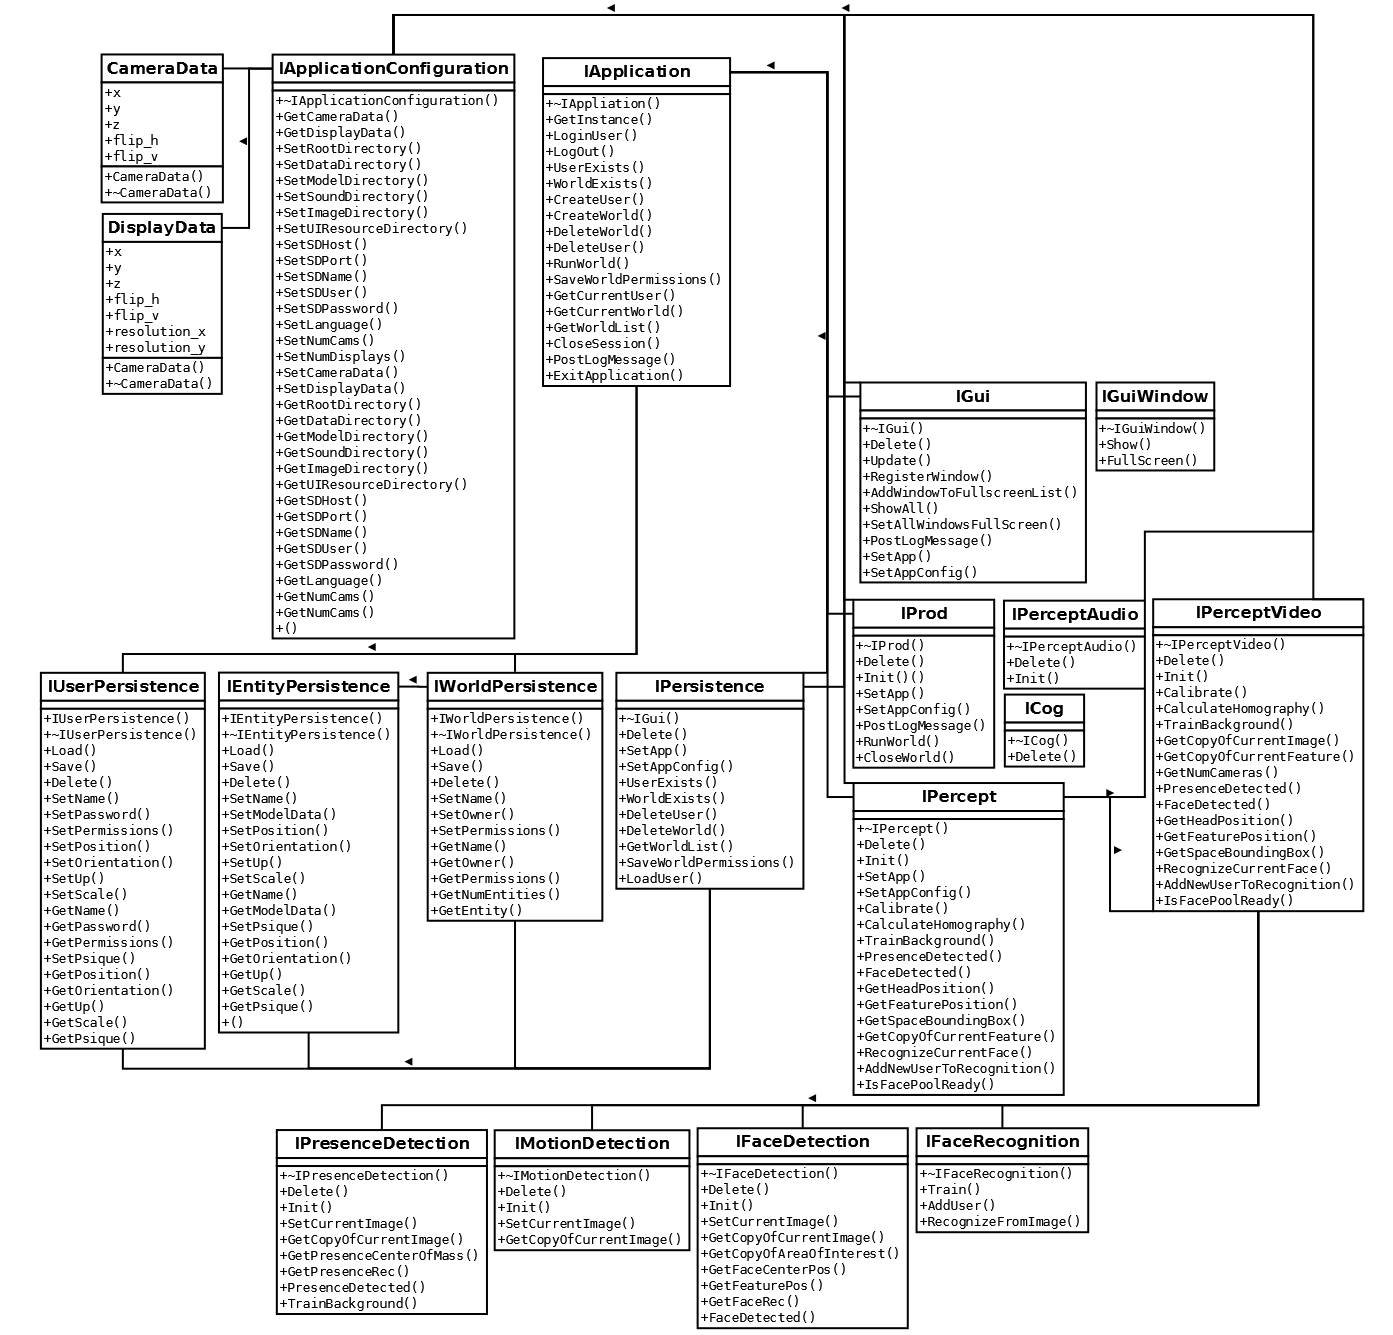 CameraData
+x
+y
+z
+flip_h
+flip_v
+CameraData()
+~CameraData()
DisplayData
+x
+y
+z
+flip_h
+flip_v
+resolution_x
+resolution_y
+CameraData()
+~CameraData()
IApplicationConfiguration
+~IApplicationConfiguration()
+GetCameraData()
+GetDisplayData()
+SetRootDirectory()
+SetDataDirectory()
+SetModelDirectory()
+SetSoundDirectory()
+SetImageDirectory()
+SetUIResourceDirectory()
+SetSDHost()
+SetSDPort()
+SetSDName()
+SetSDUser()
+SetSDPassword()
+SetLanguage()
+SetNumCams()
+SetNumDisplays()
+SetCameraData()
+SetDisplayData()
+GetRootDirectory()
+GetDataDirectory()
+GetModelDirectory()
+GetSoundDirectory()
+GetImageDirectory()
+GetUIResourceDirectory()
+GetSDHost()
+GetSDPort()
+GetSDName()
+GetSDUser()
+GetSDPassword()
+GetLanguage()
+GetNumCams()
+GetNumCams()
+()
IApplication
+~IAppliation()
+GetInstance()
+LoginUser()
+LogOut()
+UserExists()
+WorldExists()
+CreateUser()
+CreateWorld()
+DeleteWorld()
+DeleteUser()
+RunWorld()
+SaveWorldPermissions()
+GetCurrentUser()
+GetCurrentWorld()
+GetWorldList()
+CloseSession()
+PostLogMessage()
+ExitApplication()
IGui
+~IGui()
+Delete()
+Update()
+RegisterWindow()
+AddWindowToFullscreenList()
+ShowAll()
+SetAllWindowsFullScreen()
+PostLogMessage()
+SetApp()
+SetAppConfig()
IGuiWindow
+~IGuiWindow()
+Show()
+FullScreen()
IProd
+~IProd()
+Delete()
+Init()()
+SetApp()
+SetAppConfig()
+PostLogMessage()
+RunWorld()
+CloseWorld()
IPerceptAudio
+~IPerceptAudio()
+Delete()
+Init()
ICog
+~ICog()
+Delete()
IPerceptVideo
+~IPerceptVideo()
+Delete()
+Init()
+Calibrate()
+CalculateHomography()
+TrainBackground()
+GetCopyOfCurrentImage()
+GetCopyOfCurrentFeature()
+GetNumCameras()
+PresenceDetected()
+FaceDetected()
+GetHeadPosition()
+GetFeaturePosition()
+GetSpaceBoundingBox()
+RecognizeCurrentFace()
+AddNewUserToRecognition()
+IsFacePoolReady()
IUserPersistence
+IUserPersistence()
+~IUserPersistence()
+Load()
+Save()
+Delete()
+SetName()
+SetPassword()
+SetPermissions()
+SetPosition()
+SetOrientation()
+SetUp()
+SetScale()
+GetName()
+GetPassword()
+GetPermissions()
+SetPsique()
+GetPosition()
+GetOrientation()
+GetUp()
+GetScale()
+GetPsique()
IEntityPersistence
+IEntityPersistence()
+~IEntityPersistence()
+Load()
+Save()
+Delete()
+SetName()
+SetModelData()
+SetPosition()
+SetOrientation()
+SetUp()
+SetScale()
+GetName()
+GetModelData()
+SetPsique()
+GetPosition()
+GetOrientation()
+GetUp()
+GetScale()
+GetPsique()
+()
IWorldPersistence
+IWorldPersistence()
+~IWorldPersistence()
+Load()
+Save()
+Delete()
+SetName()
+SetOwner()
+SetPermissions()
+GetName()
+GetOwner()
+GetPermissions()
+GetNumEntities()
+GetEntity()
IPersistence
+~IGui()
+Delete()
+SetApp()
+SetAppConfig()
+UserExists()
+WorldExists()
+DeleteUser()
+DeleteWorld()
+GetWorldList()
+SaveWorldPermissions()
+LoadUser()
IPercept
+~IPercept()
+Delete()
+Init()
+SetApp()
+SetAppConfig()
+Calibrate()
+CalculateHomography()
+TrainBackground()
+PresenceDetected()
+FaceDetected()
+GetHeadPosition()
+GetFeaturePosition()
+GetSpaceBoundingBox()
+GetCopyOfCurrentFeature()
+RecognizeCurrentFace()
+AddNewUserToRecognition()
+IsFacePoolReady()
IPresenceDetection
+~IPresenceDetection()
+Delete()
+Init()
+SetCurrentImage()
+GetCopyOfCurrentImage()
+GetPresenceCenterOfMass()
+GetPresenceRec()
+PresenceDetected()
+TrainBackground()
IMotionDetection
+~IMotionDetection()
+Delete()
+Init()
+SetCurrentImage()
+GetCopyOfCurrentImage()
IFaceDetection
+~IFaceDetection()
+Delete()
+Init()
+SetCurrentImage()
+GetCopyOfCurrentImage()
+GetCopyOfAreaOfInterest()
+GetFaceCenterPos()
+GetFeaturePos()
+GetFaceRec()
+FaceDetected()
IFaceRecognition
+~IFaceRecognition()
+Train()
+AddUser()
+RecognizeFromImage()